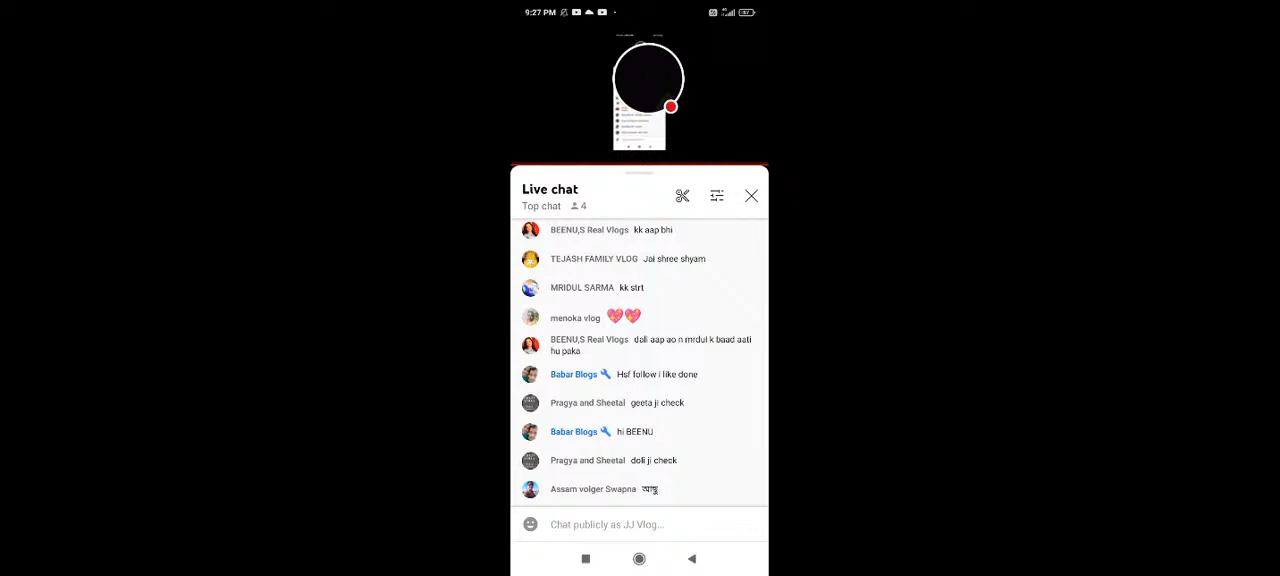 9:27 PM
Live chat
Top chat 4
BEENU,S Real Vlogs kk aap bhi
TEJASH FAMILY VLOG Jai shree shyam
MRIDUL SARMA kk strt
menoka vlog 💖💖
BEENU,S Real Vlogs dali aap ao n mrdul k baad aati
hu paka
Babar Blogs Hsf follow i like done
Pragya and Sheetal geeta ji check
Babar Blogs hi BEENU
Pragya and Sheetal doli ji check
Assam volger Swapna আছু
Chat publicly as JJ Vlog...